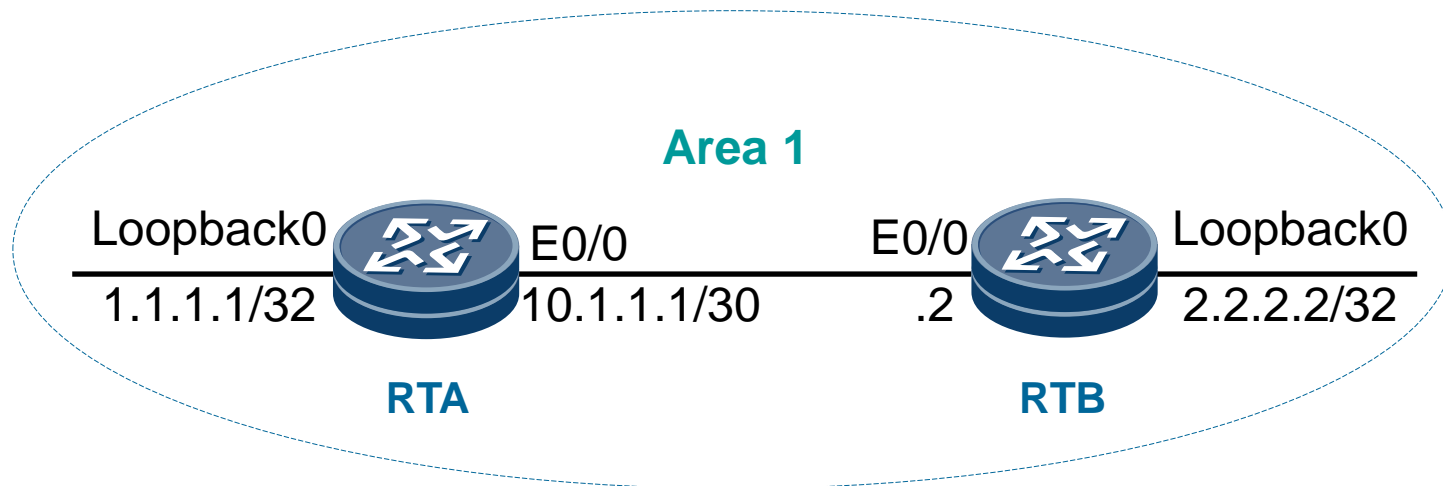 Area 1
Loopback0
E0/0
E0/0
Loopback0
1.1.1.1/32
10.1.1.1/30
.2
2.2.2.2/32
RTA
RTB